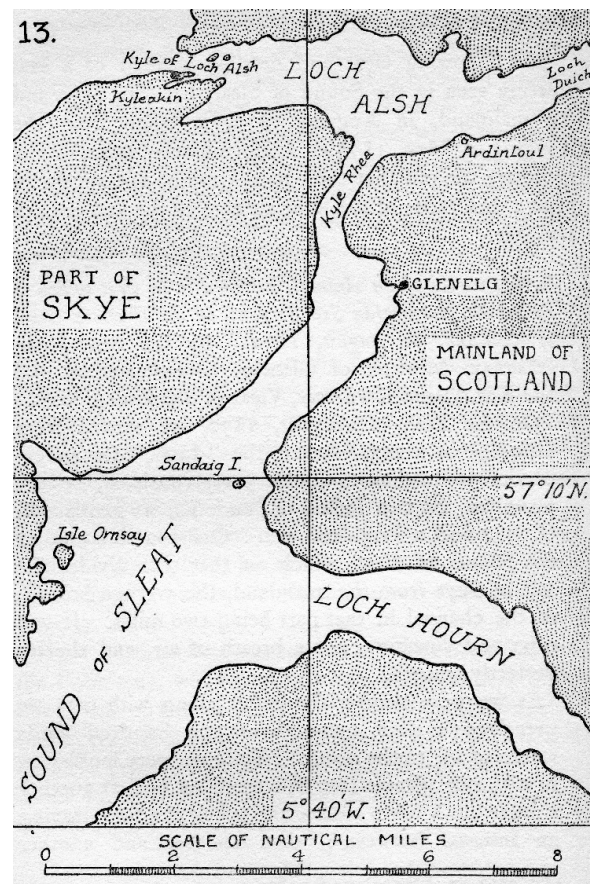 13.
Kyle of Loch Alsh
Kyleakin
LOCH
ALSH
Loch
Duich
Ardintoul
Kyle Rhea
PART OF
SKYE
GLENELG
MAINLAND OF
SCOTLAND
Sandaig I.
57°10'N.
Isle Ornsay
SOUND OF SLEAT
LOCH HOURN
5°40'W.
SCALE OF NAUTICAL MILES
0 2 4 6 8